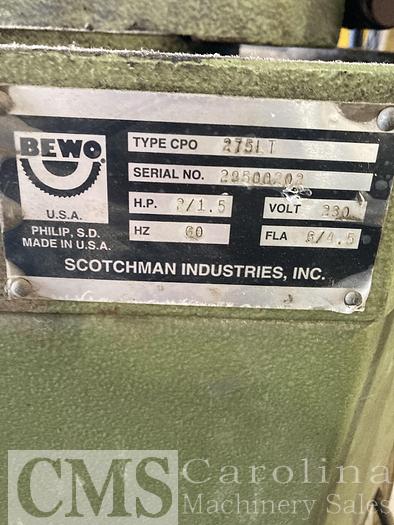 BEWO
U.S.A.
PHILIP, S.D.
MADE IN U.S.A.
TYPE CPO 275LT
SERIAL NO.
H.P. 2/1.5 VOLT 230
HZ 60 FLA 6/4.5
SCOTCHMAN INDUSTRIES, INC.
CMS Carolina
Machinery Sales